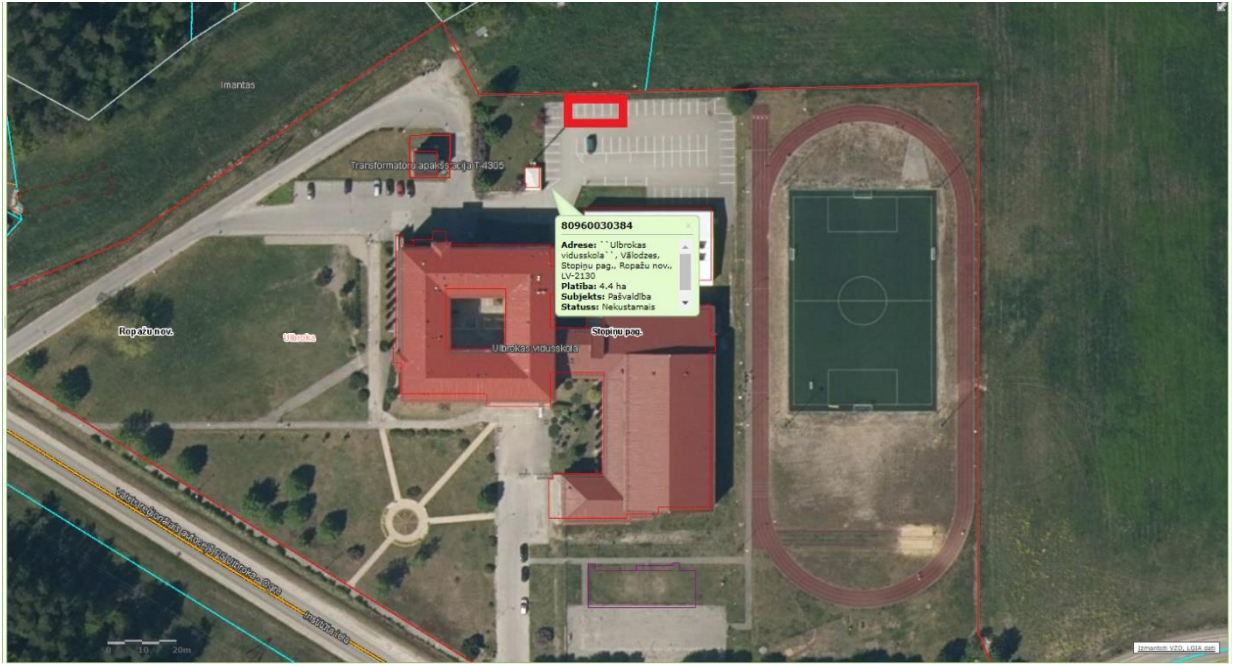 Imantas
Transformatoru apakšstacija T-4305
80960030384
Adrese: ``Ulbrokas
vidusskola``, Vālodzes,
Stopiņu pag., Ropažu nov.,
LV-2130
Platība: 4.4 ha
Subjekts: Pašvaldība
Statuss: Nekustamais
Ropažu nov.
Ulbroka
Stopiņu pag.
Ulbrokas vidusskola
Ulbroka - Ogre
Institūta iela
0 10 20m
Izmantoti VZD, LĢIA dati